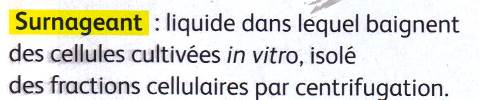 Surnageant : liquide dans lequel baignent
des cellules cultivées in vitro, isolé
des fractions cellulaires par centrifugation.